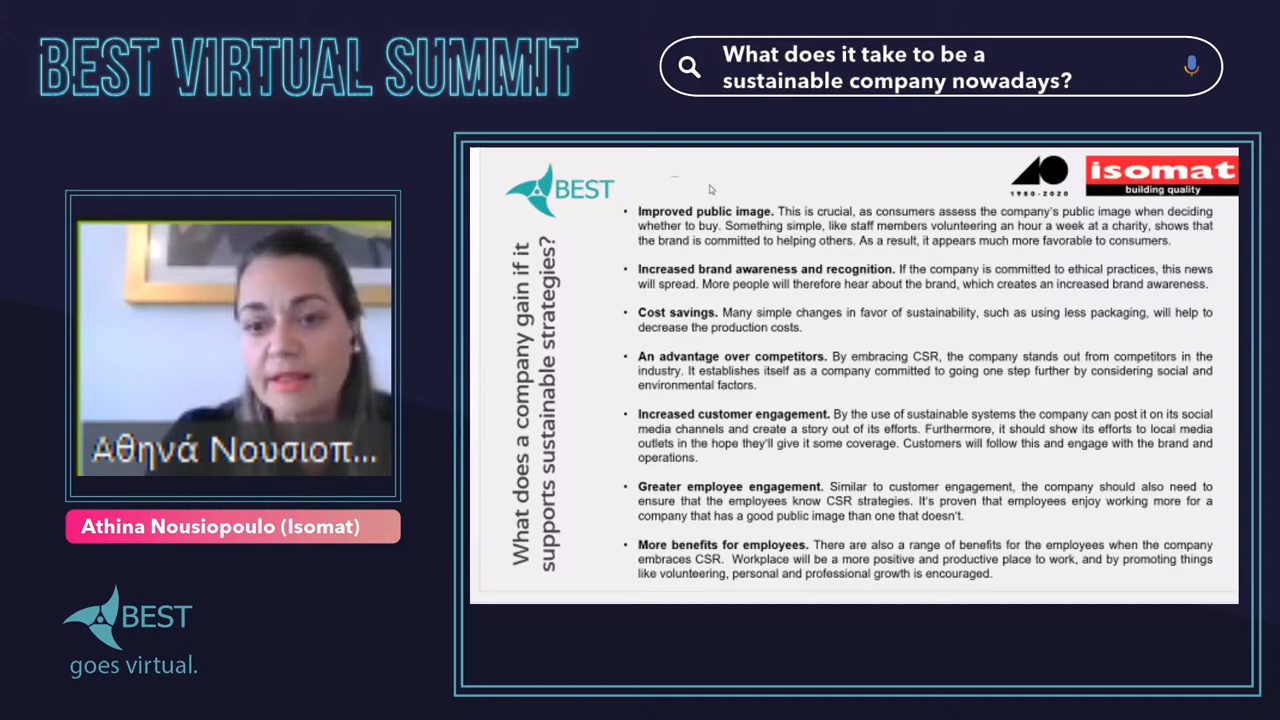 BEST VIRTUAL SUMMIT
What does it take to be a
sustainable company nowadays?
BEST
1980-2020
isomat
building quality
What does a company gain if it
supports sustainable strategies?
• Improved public image. This is crucial, as consumers assess the company's public image when deciding
whether to buy. Something simple, like staff members volunteering an hour a week at a charity, shows that
the brand is committed to helping others. As a result, it appears much more favorable to consumers.
• Increased brand awareness and recognition. If the company is committed to ethical practices, this news
will spread. More people will therefore hear about the brand, which creates an increased brand awareness.
• Cost savings. Many simple changes in favor of sustainability, such as using less packaging, will help to
decrease the production costs.
• An advantage over competitors. By embracing CSR, the company stands out from competitors in the
industry. It establishes itself as a company committed to going one step further by considering social and
environmental factors.
• Increased customer engagement. By the use of sustainable systems the company can post it on its social
media channels and create a story out of its efforts. Furthermore, it should show its efforts to local media
outlets in the hope they'll give it some coverage. Customers will follow this and engage with the brand and
operations.
• Greater employee engagement. Similar to customer engagement, the company should also need to
ensure that the employees know CSR strategies. It's proven that employees enjoy working more for a
company that has a good public image than one that doesn't.
• More benefits for employees. There are also a range of benefits for the employees when the company
embraces CSR. Workplace will be a more positive and productive place to work, and by promoting things
like volunteering, personal and professional growth is encouraged.
Αθηνά Νουσιοπ...
Athina Nousiopoulo (Isomat)
BEST
goes virtual.